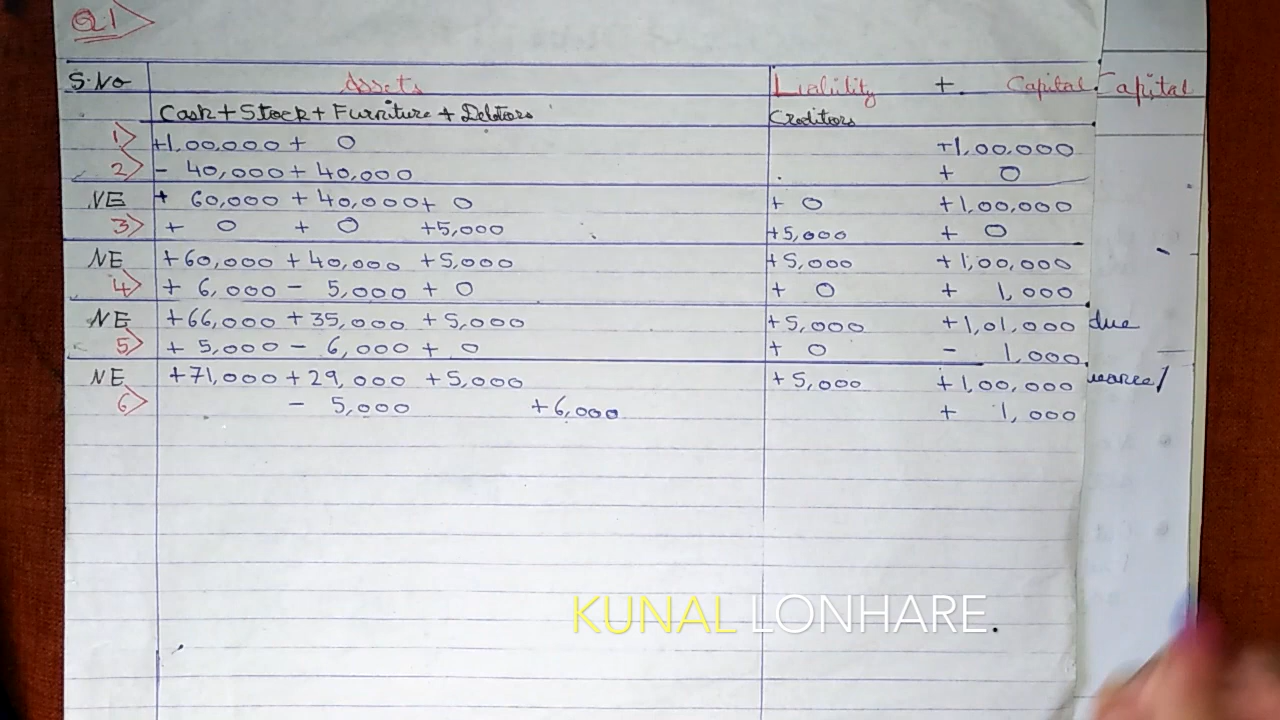 Q.1
S.No Assets Liability + Capital Capital
Cash + Stock + Furniture + Debtors Creditors
1> +1,00,000 + 0 +1,00,000
2> - 40,000 + 40,000 + 0
NE + 60,000 + 40,000 + 0 + 0 +1,00,000
3> + 0 + 0 +5,000 +5,000 + 0
NE +60,000 +40,000 +5,000 +5,000 +1,00,000
4> + 6,000 - 5,000 + 0 + 0 + 1,000
NE +66,000 +35,000 +5,000 +5,000 +1,01,000 due
5> + 5,000 - 6,000 + 0 + 0 - 1,000
NE +71,000 +29,000 +5,000 +5,000 +1,00,000
6> - 5,000 +6,000 + 1,000
KUNAL LONHARE.